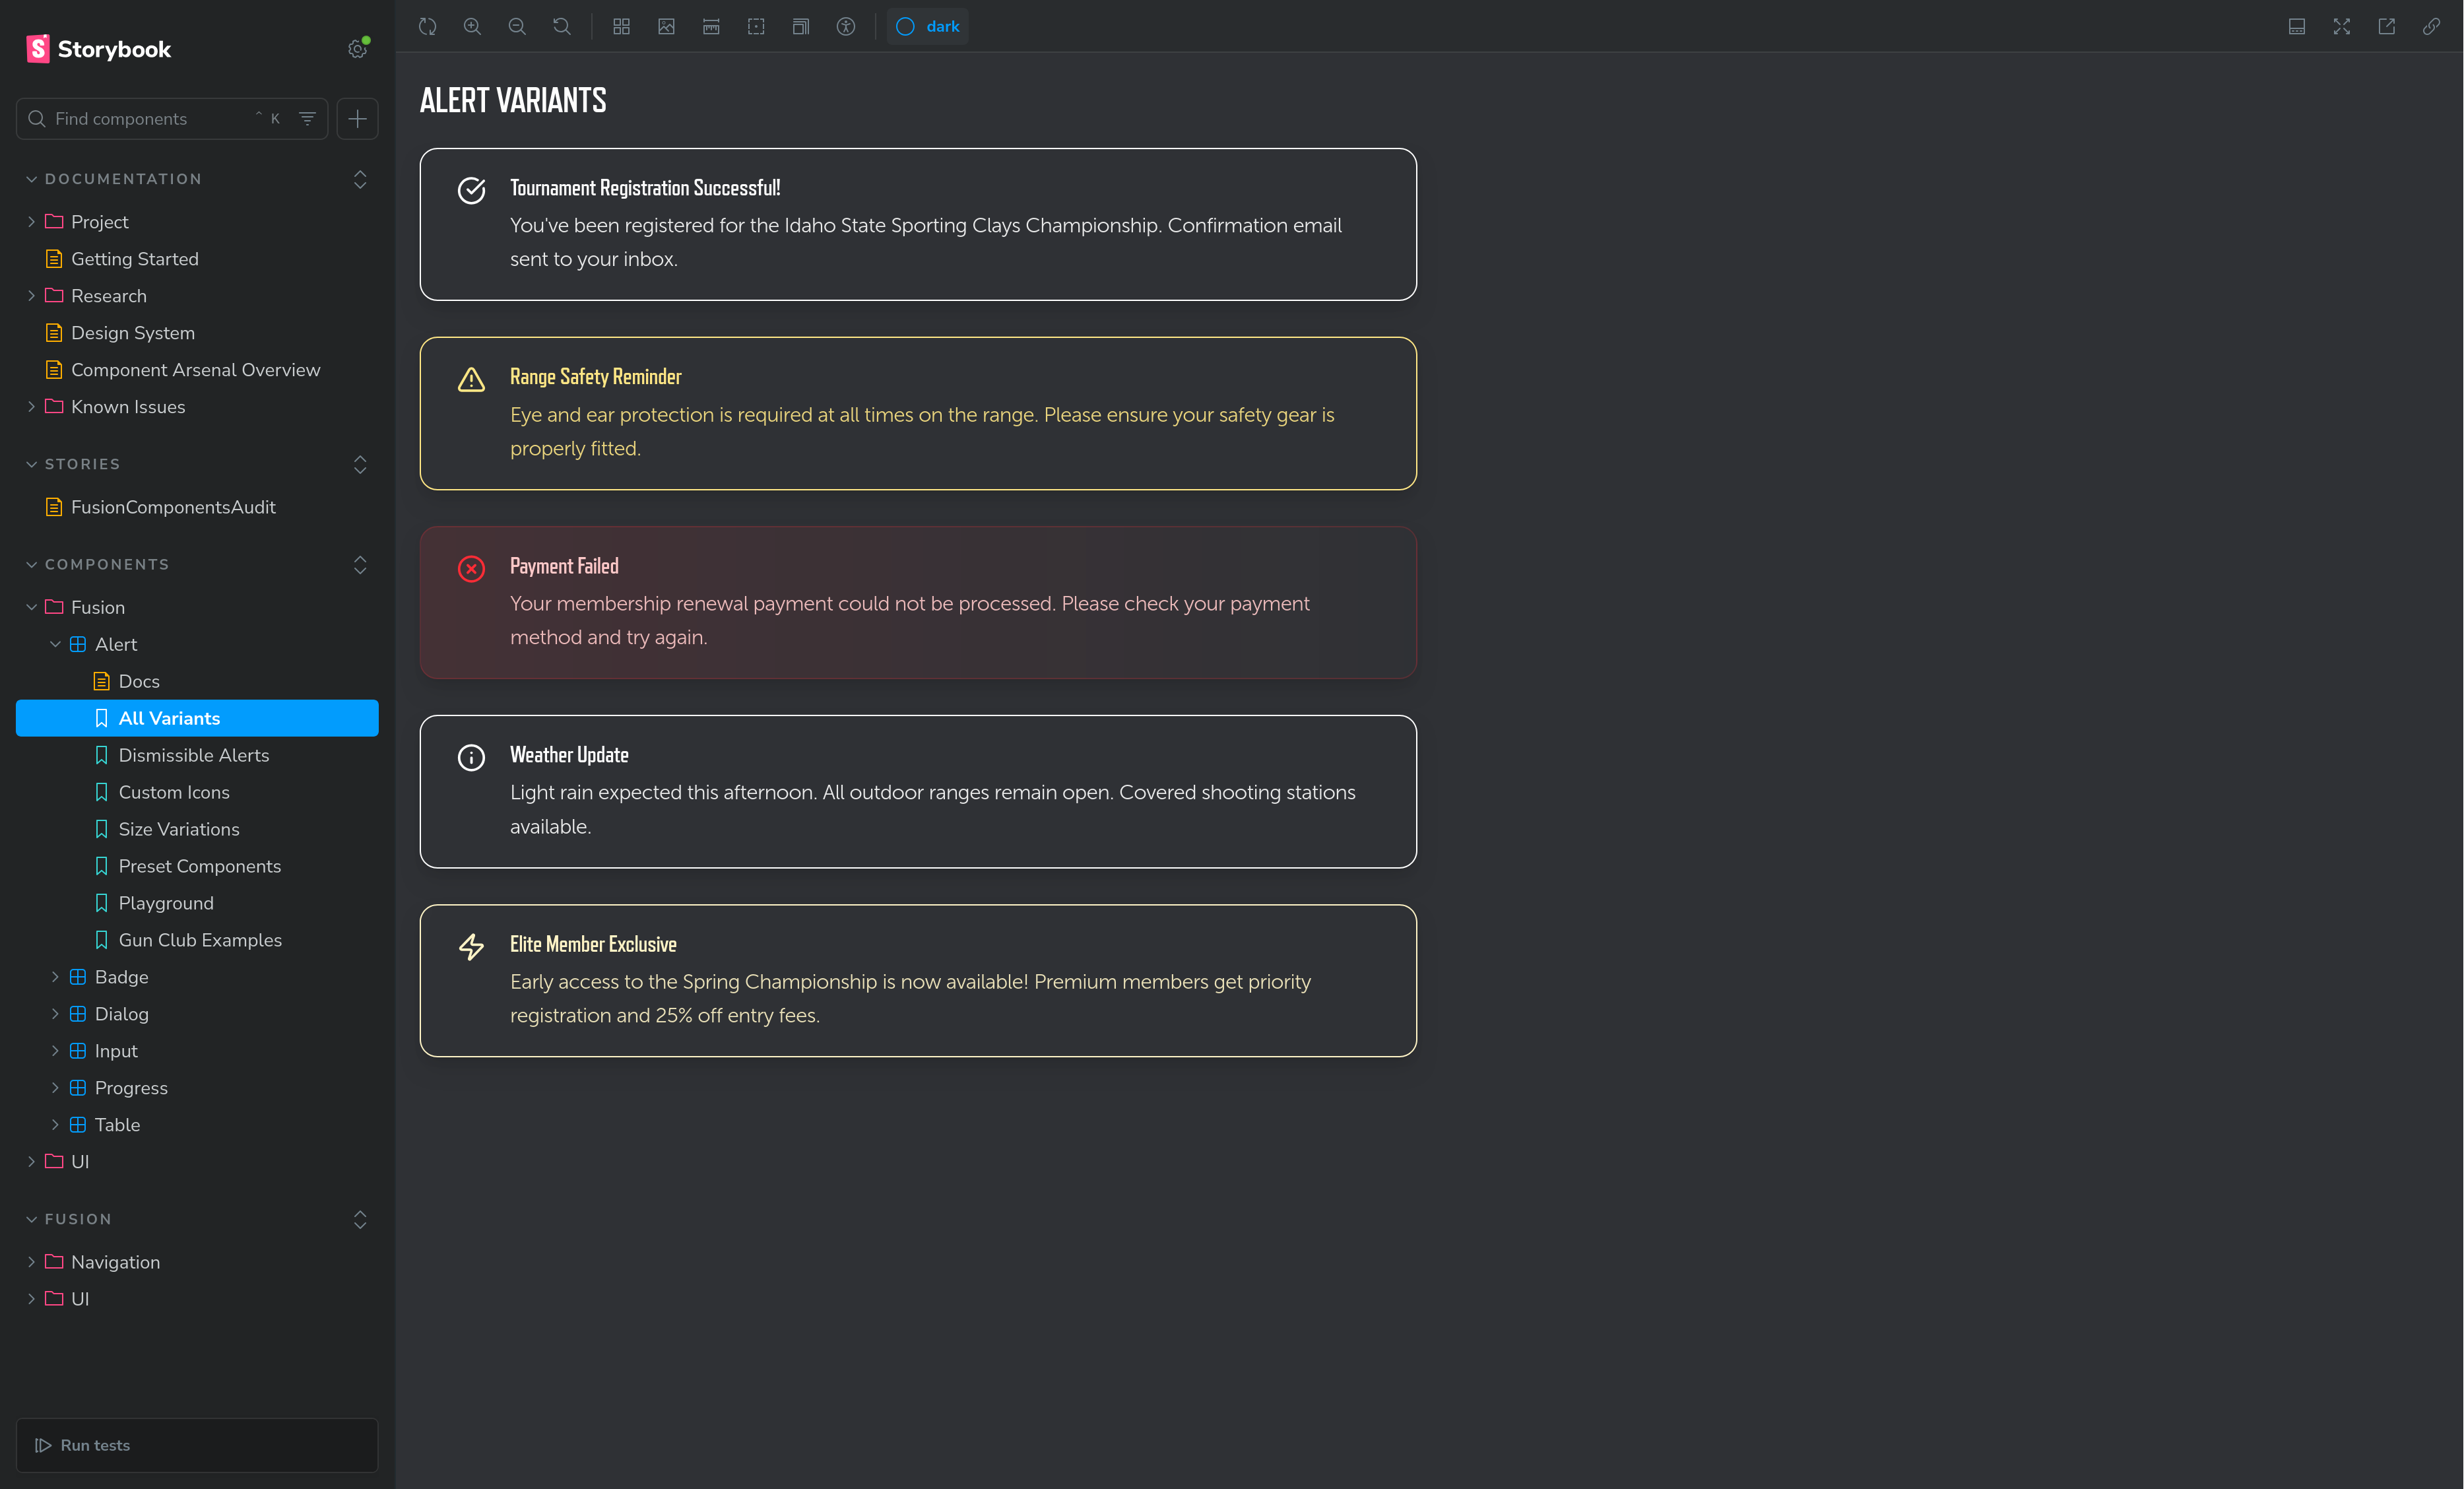 Storybook
Find components
^ K
DOCUMENTATION
Project
Getting Started
Research
Design System
Component Arsenal Overview
Known Issues
STORIES
FusionComponentsAudit
COMPONENTS
Fusion
Alert
Docs
All Variants
Dismissible Alerts
Custom Icons
Size Variations
Preset Components
Playground
Gun Club Examples
Badge
Dialog
Input
Progress
Table
UI
FUSION
Navigation
UI
Run tests
dark
ALERT VARIANTS
Tournament Registration Successful!
You've been registered for the Idaho State Sporting Clays Championship. Confirmation email
sent to your inbox.
Range Safety Reminder
Eye and ear protection is required at all times on the range. Please ensure your safety gear is
properly fitted.
Payment Failed
Your membership renewal payment could not be processed. Please check your payment
method and try again.
Weather Update
Light rain expected this afternoon. All outdoor ranges remain open. Covered shooting stations
available.
Elite Member Exclusive
Early access to the Spring Championship is now available! Premium members get priority
registration and 25% off entry fees.